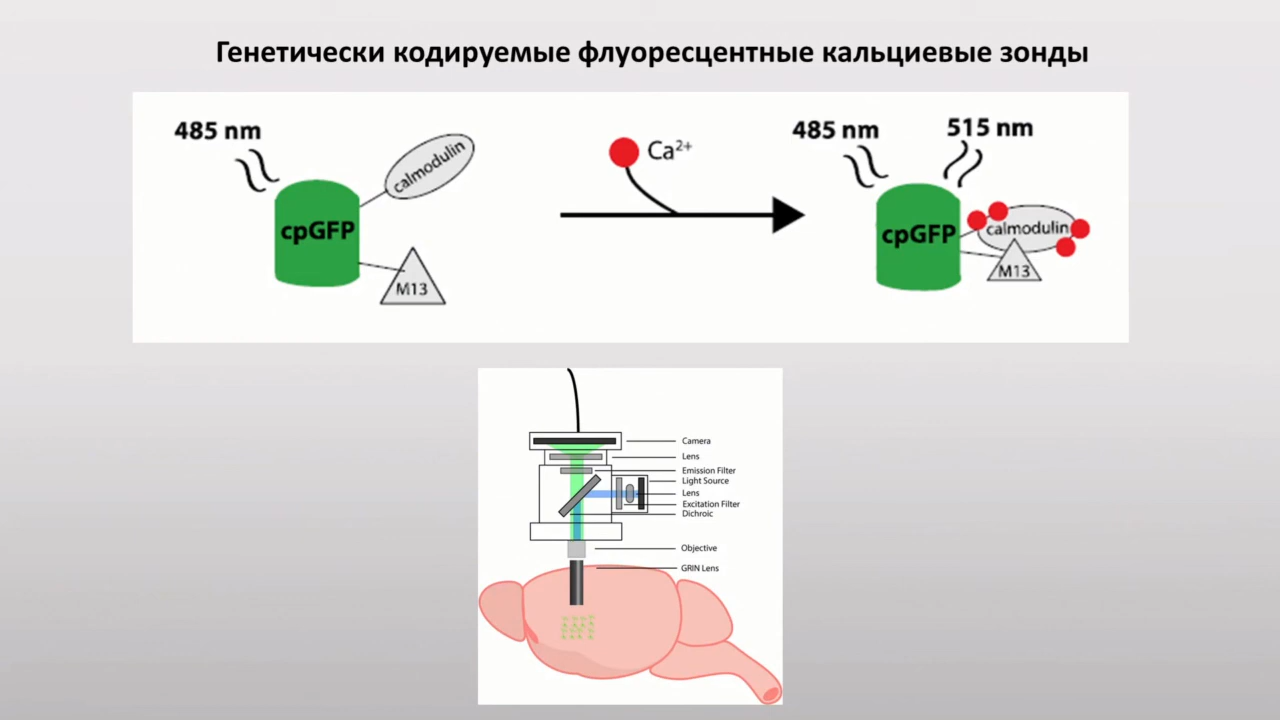 Генетически кодируемые флуоресцентные кальциевые зонды
485 nm
calmodulin
cpGFP
M13
Ca²⁺
485 nm
515 nm
cpGFP
calmodulin
M13
Camera
Lens
Emission Filter
Light Source
Lens
Excitation Filter
Dichroic
Objective
GRIN Lens